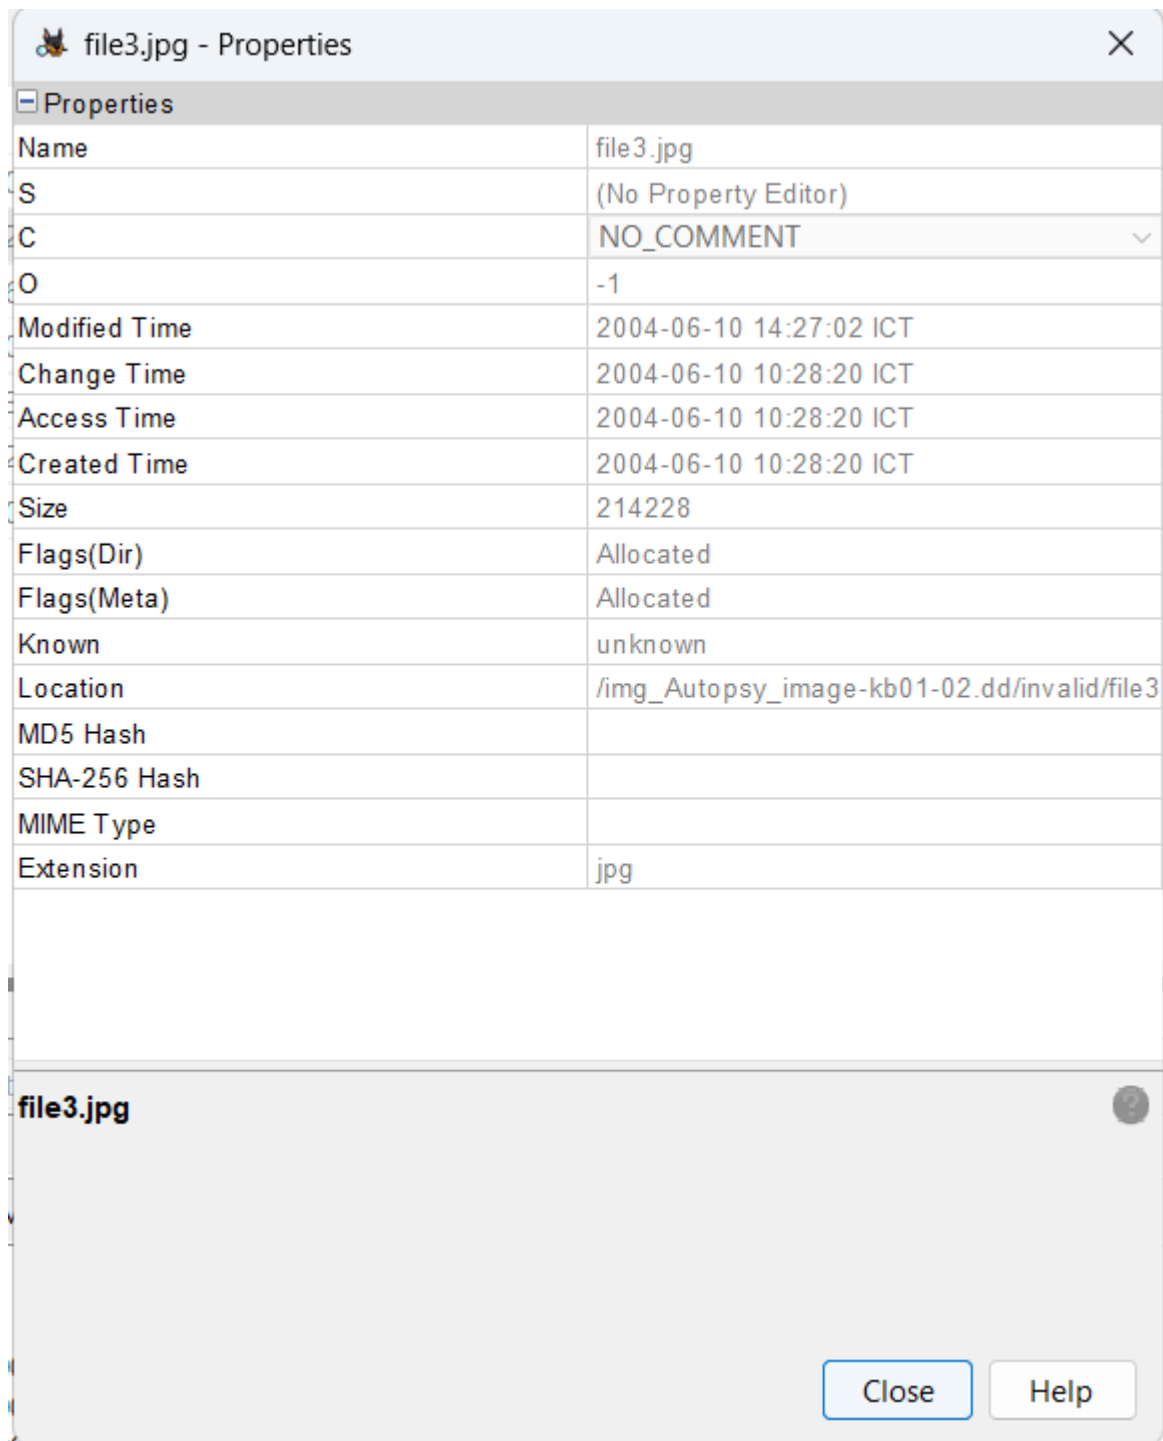 file3.jpg - Properties
Properties
Name file3.jpg
S (No Property Editor)
C NO_COMMENT
O -1
Modified Time 2004-06-10 14:27:02 ICT
Change Time 2004-06-10 10:28:20 ICT
Access Time 2004-06-10 10:28:20 ICT
Created Time 2004-06-10 10:28:20 ICT
Size 214228
Flags(Dir) Allocated
Flags(Meta) Allocated
Known unknown
Location /img_Autopsy_image-kb01-02.dd/invalid/file3
MD5 Hash
SHA-256 Hash
MIME Type
Extension jpg
file3.jpg
Close Help